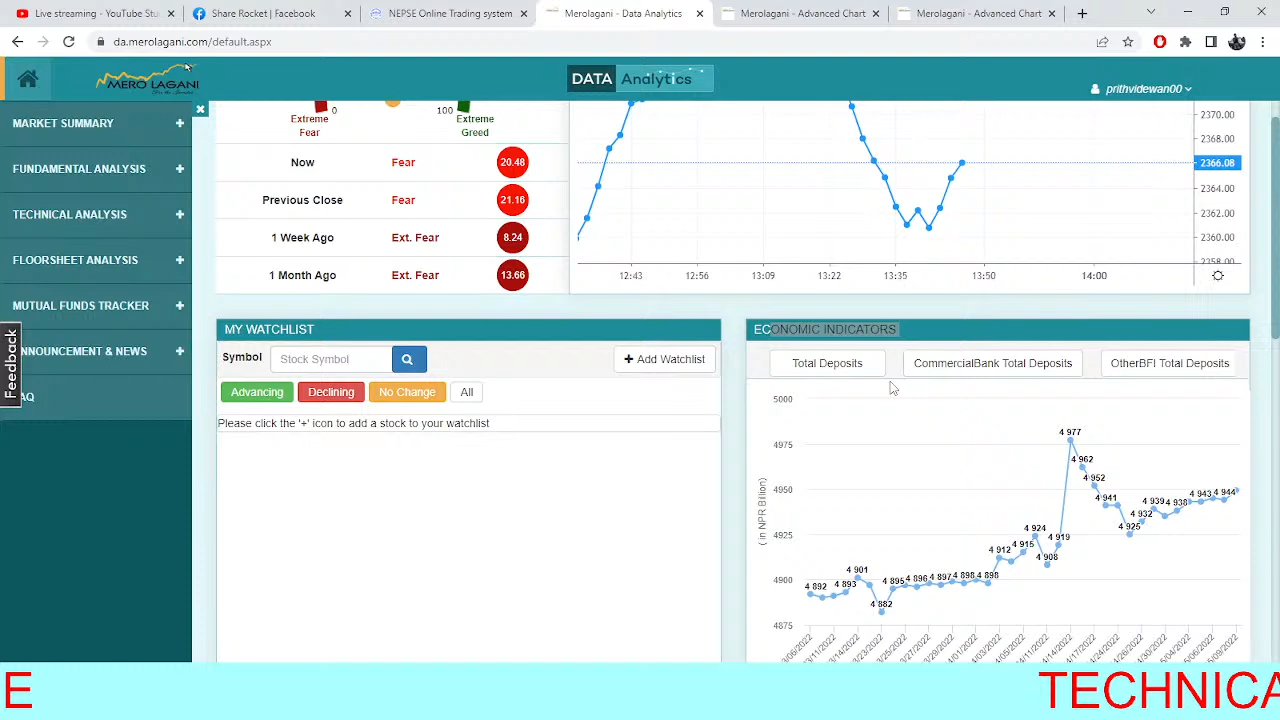 Live streaming - YouTube Stu
Share Rocket | Facebook
NEPSE Online Trading system
Merolagani - Data Analytics
Merolagani - Advanced Chart
Merolagani - Advanced Chart
da.merolagani.com/default.aspx
MERO LAGANI
DATA Analytics
prithvidewan00
MARKET SUMMARY
FUNDAMENTAL ANALYSIS
TECHNICAL ANALYSIS
FLOORSHEET ANALYSIS
MUTUAL FUNDS TRACKER
NNOUNCEMENT & NEWS
AQ
Feedback
0
100
Extreme Fear
Extreme Greed
Now Fear 20.48
Previous Close Fear 21.16
1 Week Ago Ext. Fear 8.24
1 Month Ago Ext. Fear 13.66
2370.00
2368.00
2366.08
2364.00
2362.00
2360.00
2358.00
12:43 12:56 13:09 13:22 13:35 13:50 14:00
MY WATCHLIST
Symbol Stock Symbol + Add Watchlist
Advancing Declining No Change All
Please click the '+' icon to add a stock to your watchlist
ECONOMIC INDICATORS
Total Deposits CommercialBank Total Deposits OtherBFI Total Deposits
5000
4975
4950
4925
4900
4875
( in NPR Billion)
4 892 4 893 4 901 4 882 4 895 4 896 4 897 4 898 4 898 4 912 4 915 4 924 4 908 4 919 4 977 4 962 4 952 4 941 4 925 4 932 4 939 4 938 4 943 4 944
E
TECHNICA